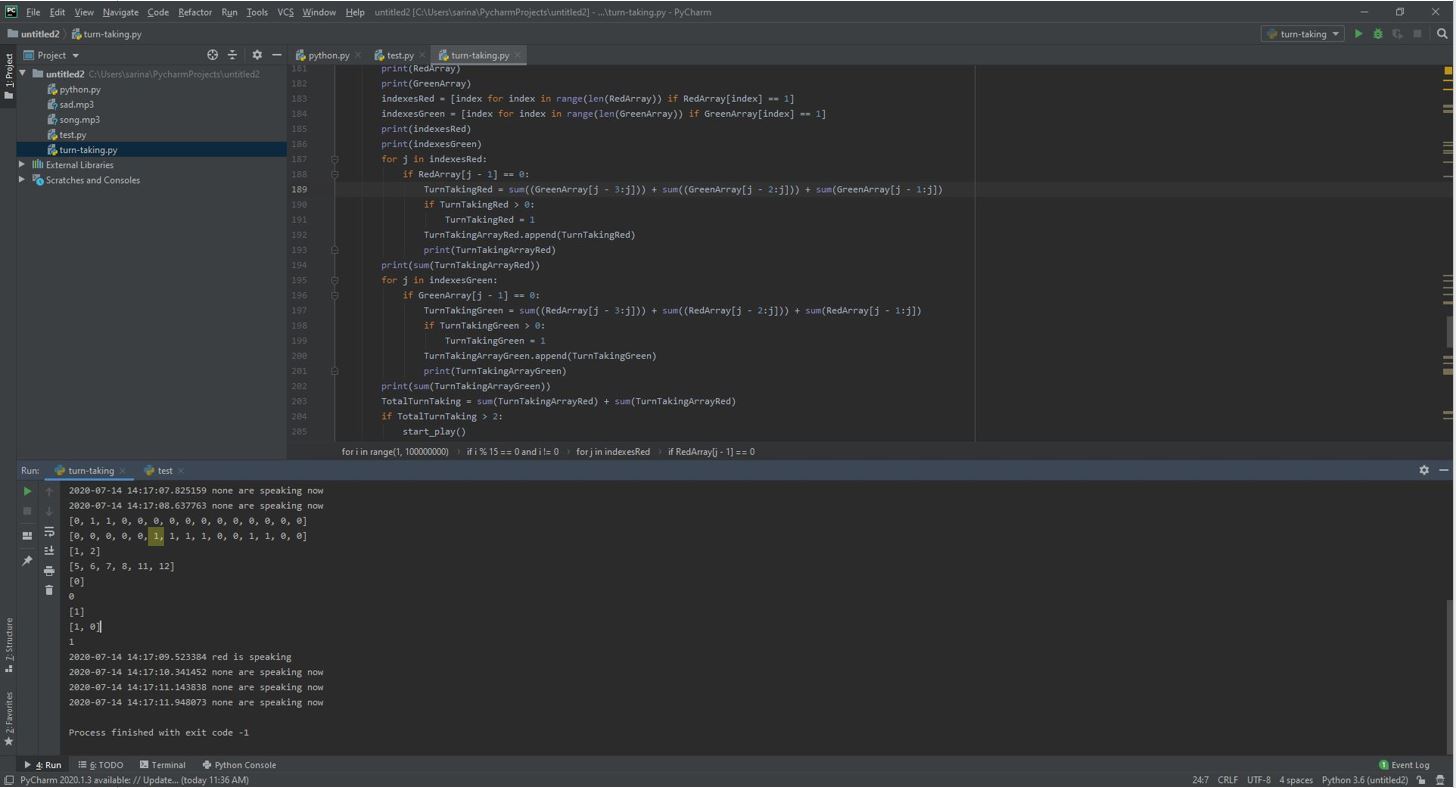 File Edit View Navigate Code Refactor Run Tools VCS Window Help untitled2 [C:\Users\sarina\PycharmProjects\untitled2] - ...\turn-taking.py - PyCharm
untitled2 turn-taking.py
turn-taking
1: Project
Project
python.py test.py turn-taking.py
untitled2 C:\Users\sarina\PycharmProjects\untitled2
python.py
sad.mp3
song.mp3
test.py
turn-taking.py
External Libraries
Scratches and Consoles
181 print(RedArray)
182 print(GreenArray)
183 indexesRed = [index for index in range(len(RedArray)) if RedArray[index] == 1]
184 indexesGreen = [index for index in range(len(GreenArray)) if GreenArray[index] == 1]
185 print(indexesRed)
186 print(indexesGreen)
187 for j in indexesRed:
188 if RedArray[j - 1] == 0:
189 TurnTakingRed = sum((GreenArray[j - 3:j])) + sum((GreenArray[j - 2:j])) + sum(GreenArray[j - 1:j])
190 if TurnTakingRed > 0:
191 TurnTakingRed = 1
192 TurnTakingArrayRed.append(TurnTakingRed)
193 print(TurnTakingArrayRed)
194 print(sum(TurnTakingArrayRed))
195 for j in indexesGreen:
196 if GreenArray[j - 1] == 0:
197 TurnTakingGreen = sum((RedArray[j - 3:j])) + sum((RedArray[j - 2:j])) + sum(RedArray[j - 1:j])
198 if TurnTakingGreen > 0:
199 TurnTakingGreen = 1
200 TurnTakingArrayGreen.append(TurnTakingGreen)
201 print(TurnTakingArrayGreen)
202 print(sum(TurnTakingArrayGreen))
203 TotalTurnTaking = sum(TurnTakingArrayRed) + sum(TurnTakingArrayRed)
204 if TotalTurnTaking > 2:
205 start_play()
for i in range(1, 100000000) › if i % 15 == 0 and i != 0 › for j in indexesRed › if RedArray[j - 1] == 0
Run: turn-taking test
2020-07-14 14:17:07.825159 none are speaking now
2020-07-14 14:17:08.637763 none are speaking now
[0, 1, 1, 0, 0, 0, 0, 0, 0, 0, 0, 0, 0, 0, 0]
[0, 0, 0, 0, 0, 1, 1, 1, 1, 0, 0, 1, 1, 0, 0]
[1, 2]
[5, 6, 7, 8, 11, 12]
[0]
0
[1]
[1, 0]
1
2020-07-14 14:17:09.523384 red is speaking
2020-07-14 14:17:10.341452 none are speaking now
2020-07-14 14:17:11.143838 none are speaking now
2020-07-14 14:17:11.948073 none are speaking now
Process finished with exit code -1
7: Structure
2: Favorites
4: Run 6: TODO Terminal Python Console
1 Event Log
PyCharm 2020.1.3 available: // Update... (today 11:36 AM)
24:7 CRLF UTF-8 4 spaces Python 3.6 (untitled2)